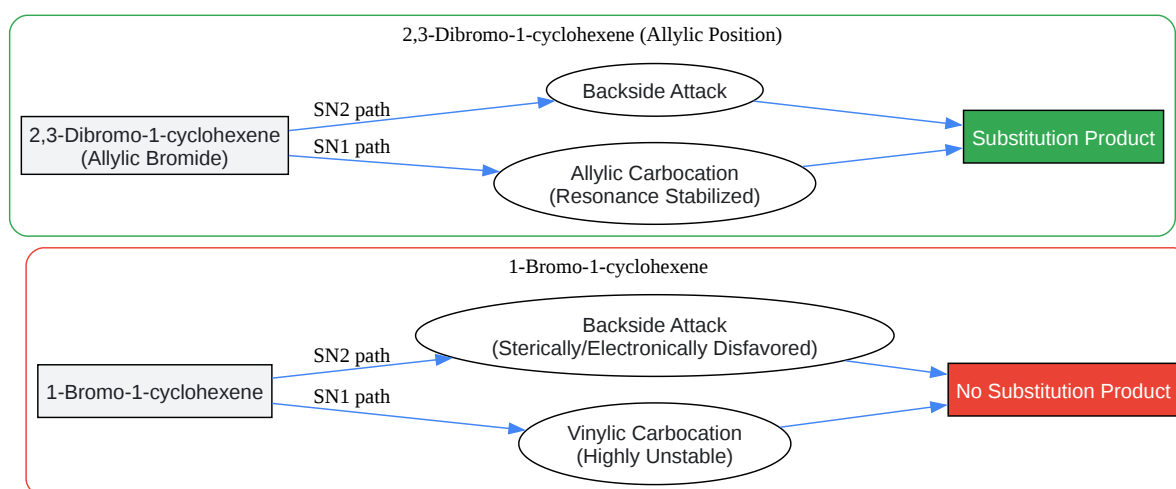 2,3-Dibromo-1-cyclohexene (Allylic Position)
2,3-Dibromo-1-cyclohexene
(Allylic Bromide)
SN2 path
SN1 path
Backside Attack
Allylic Carbocation
(Resonance Stabilized)
Substitution Product
1-Bromo-1-cyclohexene
1-Bromo-1-cyclohexene
SN2 path
SN1 path
Backside Attack
(Sterically/Electronically Disfavored)
Vinylic Carbocation
(Highly Unstable)
No Substitution Product